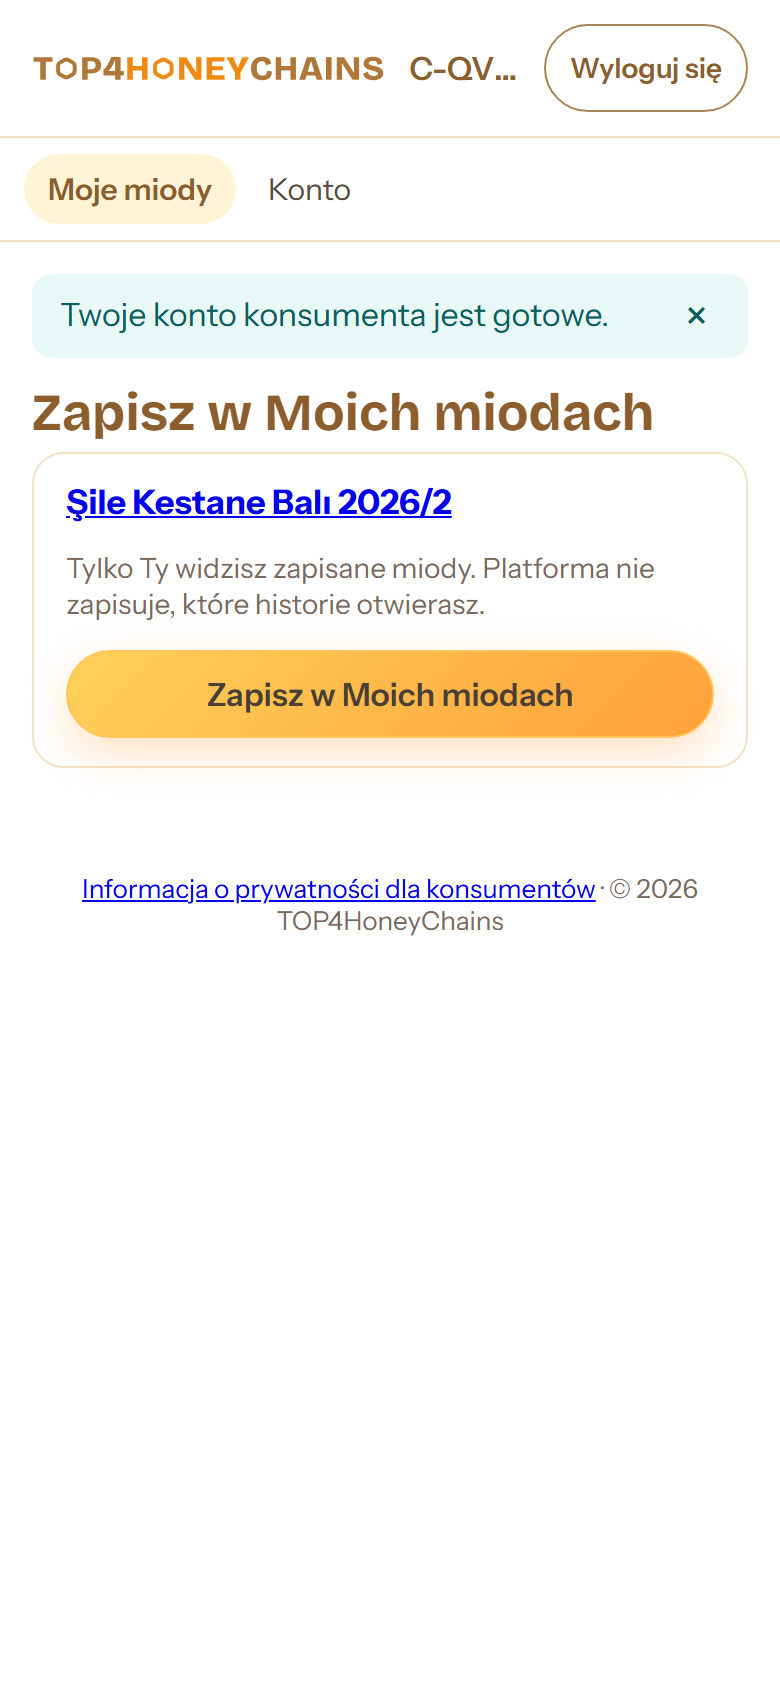 TOP4HONEYCHAINS C-QV... Wyloguj się
Moje miody Konto
Twoje konto konsumenta jest gotowe. ×
Zapisz w Moich miodach
Şile Kestane Balı 2026/2
Tylko Ty widzisz zapisane miody. Platforma nie
zapisuje, które historie otwierasz.
Zapisz w Moich miodach
Informacja o prywatności dla konsumentów · © 2026
TOP4HoneyChains